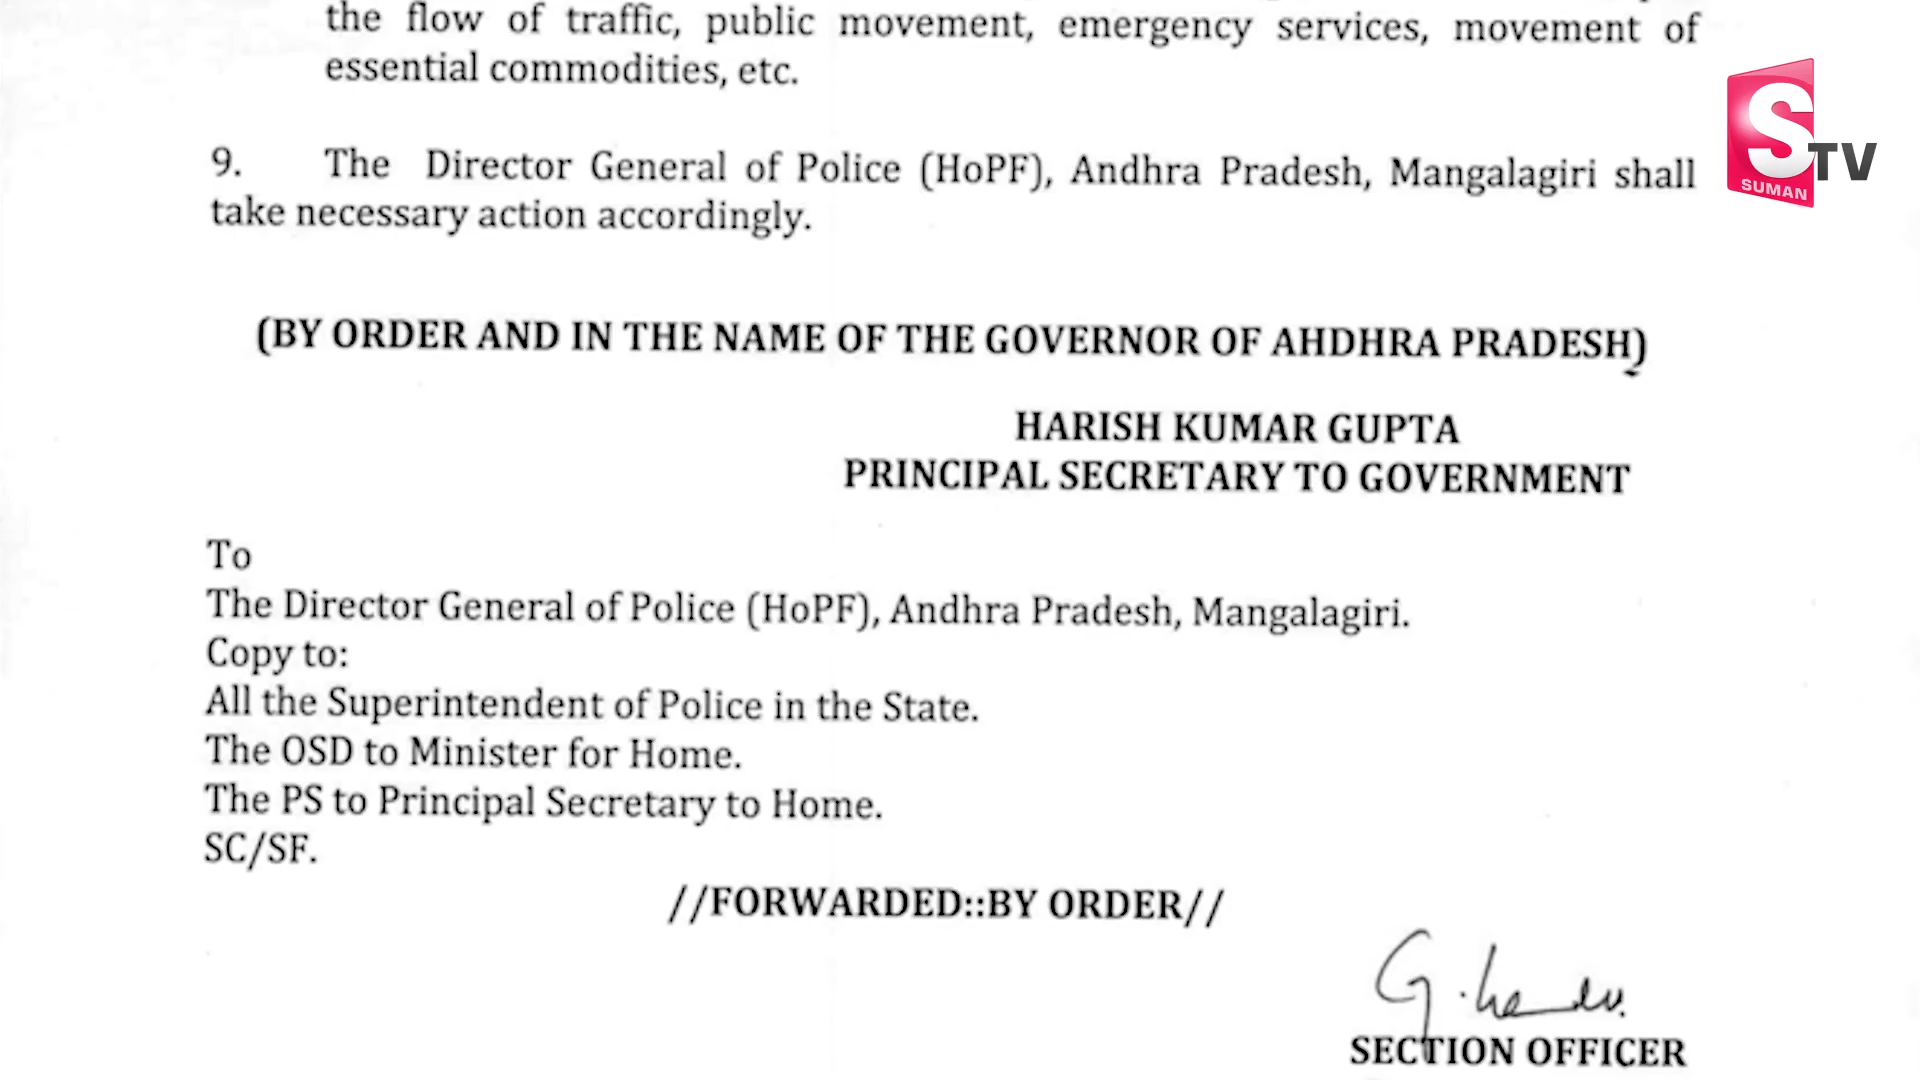 the flow of traffic, public movement, emergency services, movement of
essential commodities, etc.
9. The Director General of Police (HoPF), Andhra Pradesh, Mangalagiri shall
take necessary action accordingly.
(BY ORDER AND IN THE NAME OF THE GOVERNOR OF AHDHRA PRADESH)
HARISH KUMAR GUPTA
PRINCIPAL SECRETARY TO GOVERNMENT
To
The Director General of Police (HoPF), Andhra Pradesh, Mangalagiri.
Copy to:
All the Superintendent of Police in the State.
The OSD to Minister for Home.
The PS to Principal Secretary to Home.
SC/SF.
//FORWARDED::BY ORDER//
SECTION OFFICER
S TV
SUMAN